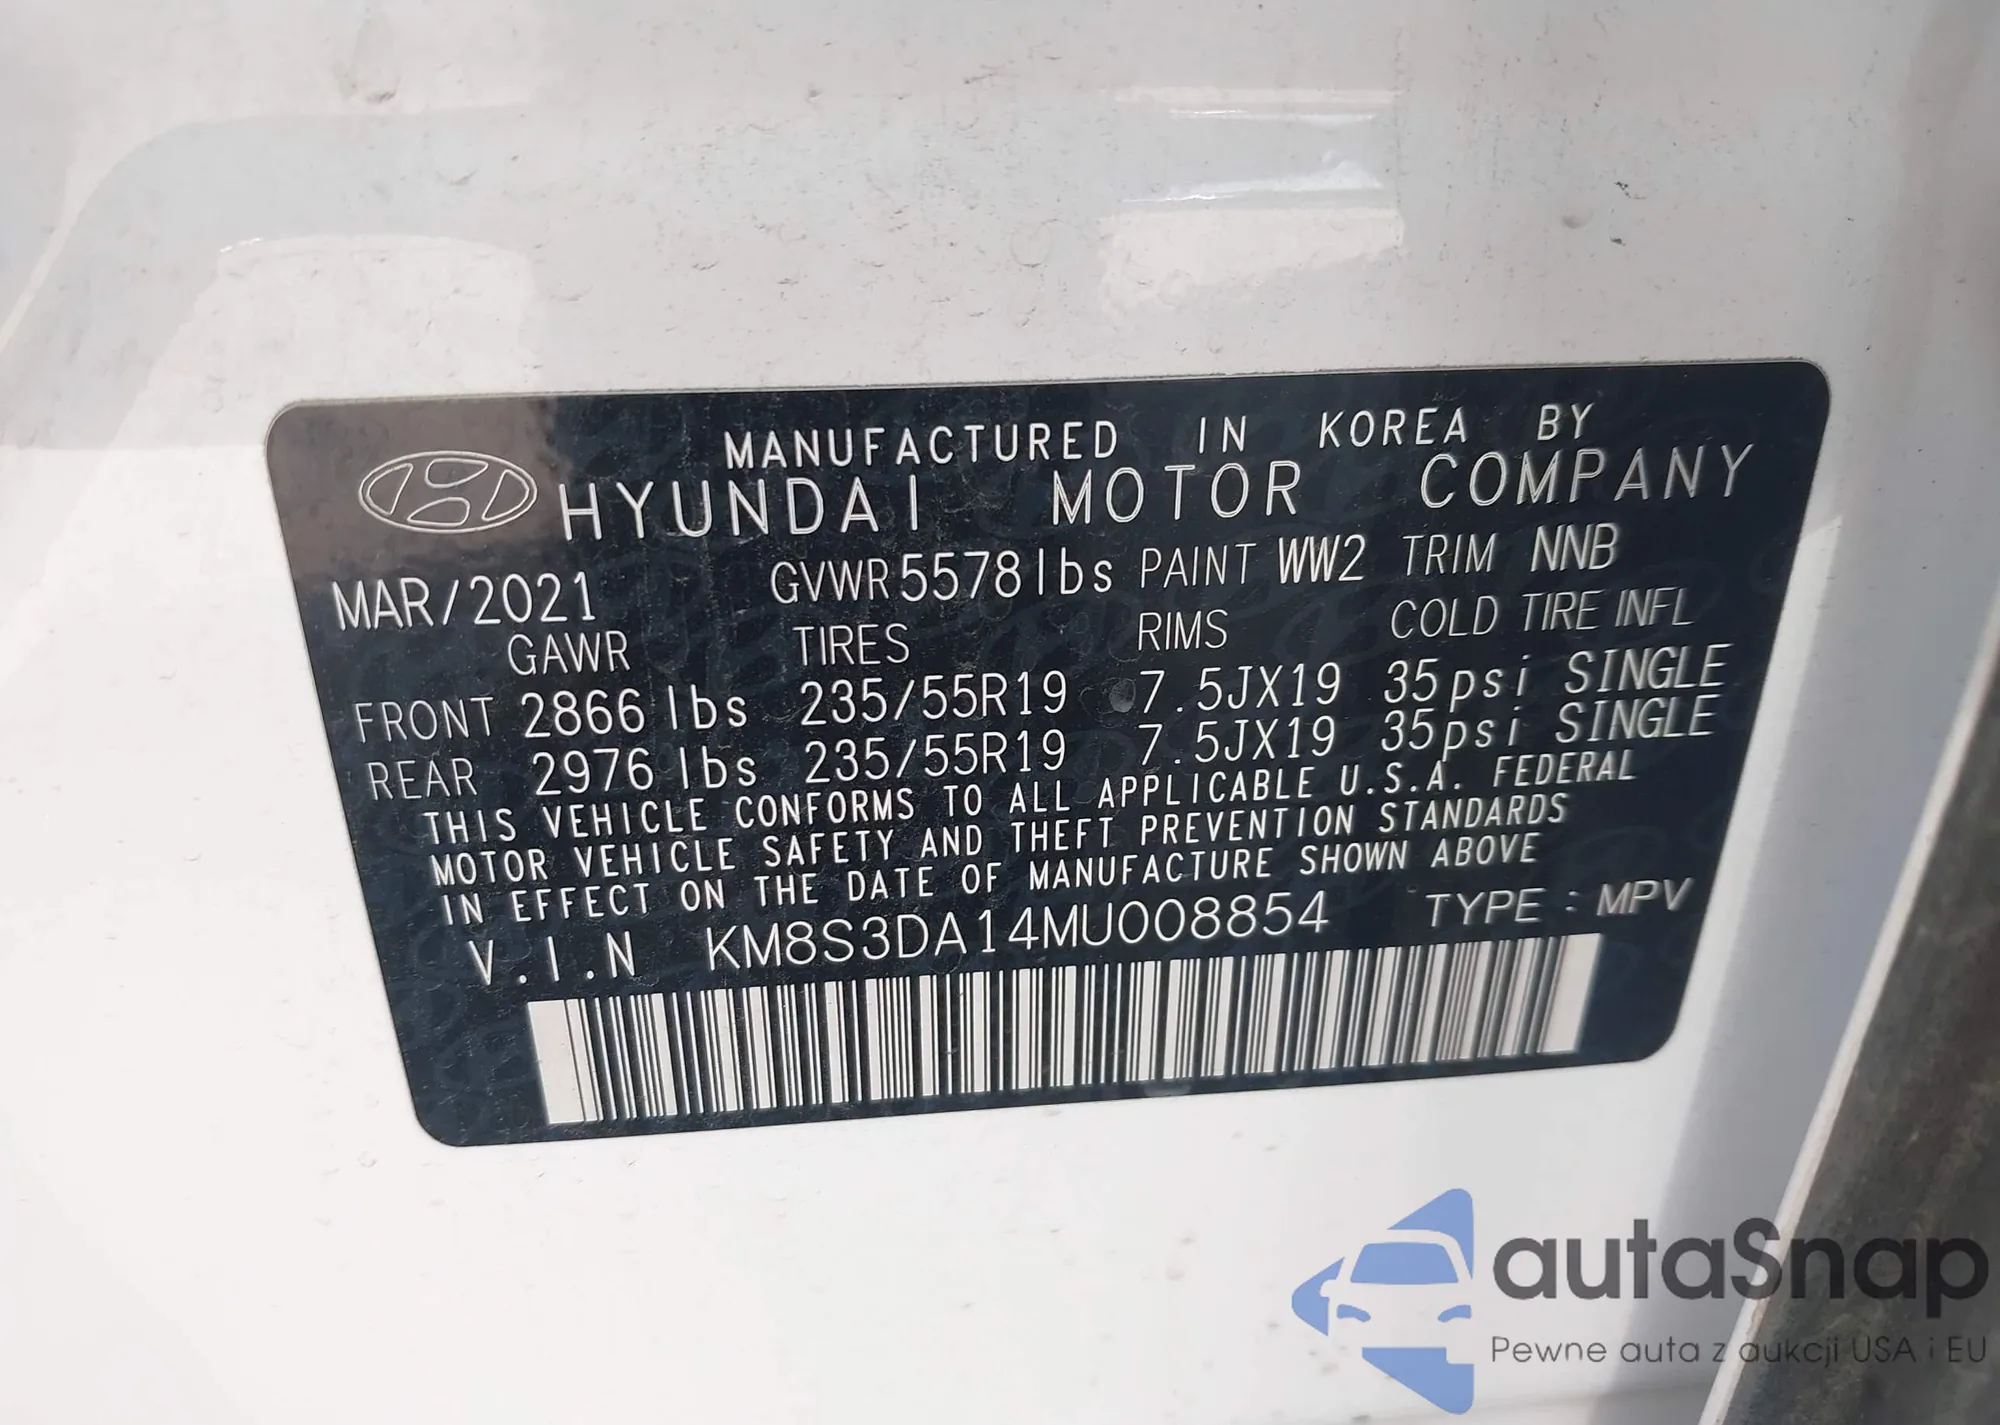 MANUFACTURED IN KOREA BY
HYUNDAI MOTOR COMPANY
MAR/2021 GVWR 5578lbs PAINT WW2 TRIM NNB
GAWR TIRES RIMS COLD TIRE INFL
FRONT 2866 lbs 235/55R19 7.5JX19 35psi SINGLE
REAR 2976 lbs 235/55R19 7.5JX19 35psi SINGLE
THIS VEHICLE CONFORMS TO ALL APPLICABLE U.S.A. FEDERAL
MOTOR VEHICLE SAFETY AND THEFT PREVENTION STANDARDS
IN EFFECT ON THE DATE OF MANUFACTURE SHOWN ABOVE
V.I.N KM8S3DA14MU008854 TYPE : MPV
autaSnap
Pewne auta z aukcji USA i EU